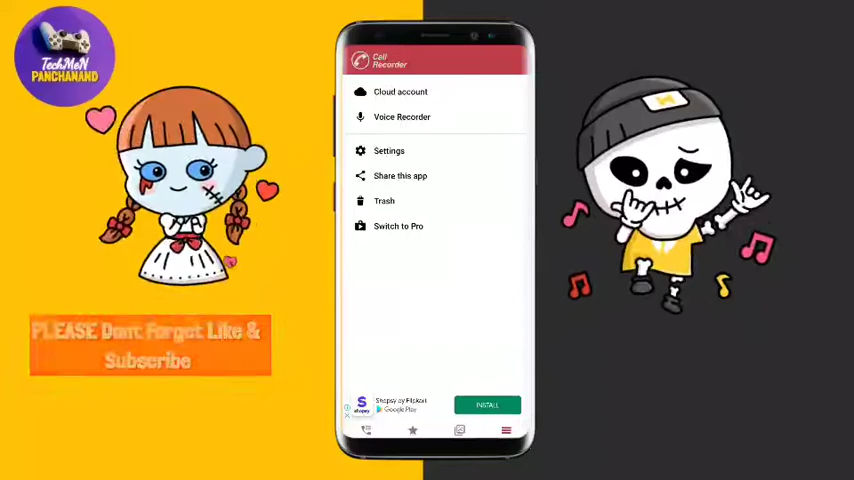 TechMeN
PANCHANAND
Call
Recorder
Cloud account
Voice Recorder
Settings
Share this app
Trash
Switch to Pro
PLEASE Dont Forget Like &
Subscribe
S
shopsy
Shopsy by Flipkart
Google Play
INSTALL